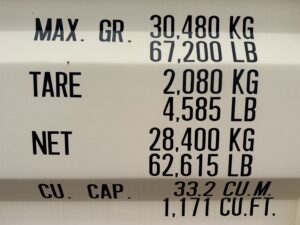 MAX. GR. 30,480 KG
67,200 LB
TARE 2,080 KG
4,585 LB
NET 28,400 KG
62,615 LB
CU. CAP. 33.2 CU.M.
1,171 CU.FT.